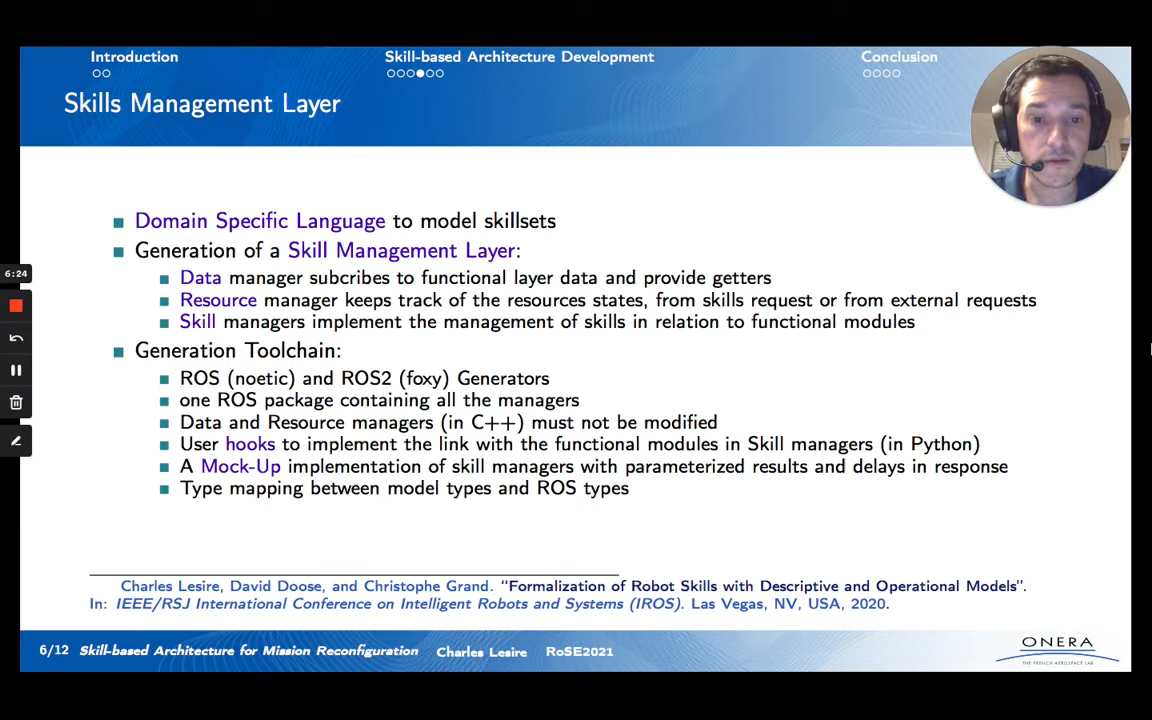 Introduction
Skill-based Architecture Development
Conclusion
Skills Management Layer
Domain Specific Language to model skillsets
Generation of a Skill Management Layer:
Data manager subcribes to functional layer data and provide getters
Resource manager keeps track of the resources states, from skills request or from external requests
Skill managers implement the management of skills in relation to functional modules
6:24
Generation Toolchain:
ROS (noetic) and ROS2 (foxy) Generators
one ROS package containing all the managers
Data and Resource managers (in C++) must not be modified
User hooks to implement the link with the functional modules in Skill managers (in Python)
A Mock-Up implementation of skill managers with parameterized results and delays in response
Type mapping between model types and ROS types
Charles Lesire, David Doose, and Christophe Grand. “Formalization of Robot Skills with Descriptive and Operational Models”.
In: IEEE/RSJ International Conference on Intelligent Robots and Systems (IROS). Las Vegas, NV, USA, 2020.
6/12 Skill-based Architecture for Mission Reconfiguration Charles Lesire RoSE2021
ONERA
THE FRENCH AEROSPACE LAB